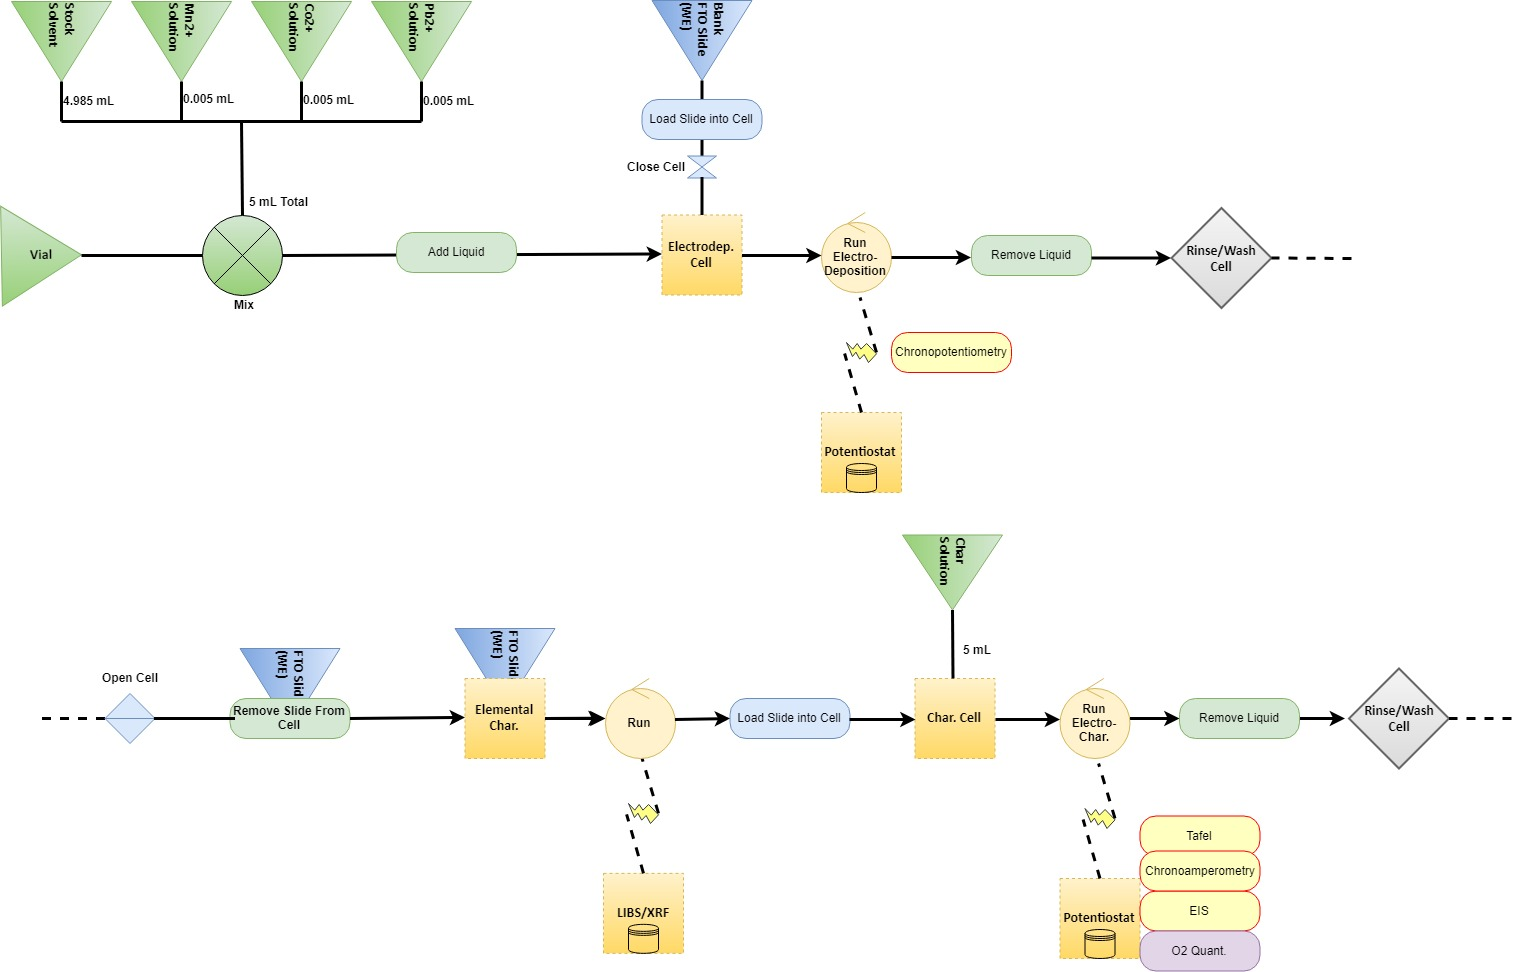 Stock
Solvent
Mn2+
Solution
Co2+
Solution
Pb2+
Solution
Blank
FTO Slide
(WE)
4.985 mL
0.005 mL
0.005 mL
0.005 mL
Load Slide into Cell
Close Cell
5 mL Total
Vial
Mix
Add Liquid
Electrodep.
Cell
Run
Electro-
Deposition
Remove Liquid
Rinse/Wash
Cell
Chronopotentiometry
Potentiostat
Char
Solution
5 mL
Open Cell
FTO Slid
(WE)
Remove Slide From
Cell
FTO Slid
(WE)
Elemental
Char.
Run
Load Slide into Cell
Char. Cell
Run
Electro-
Char.
Remove Liquid
Rinse/Wash
Cell
LIBS/XRF
Potentiostat
Tafel
Chronoamperometry
EIS
O2 Quant.